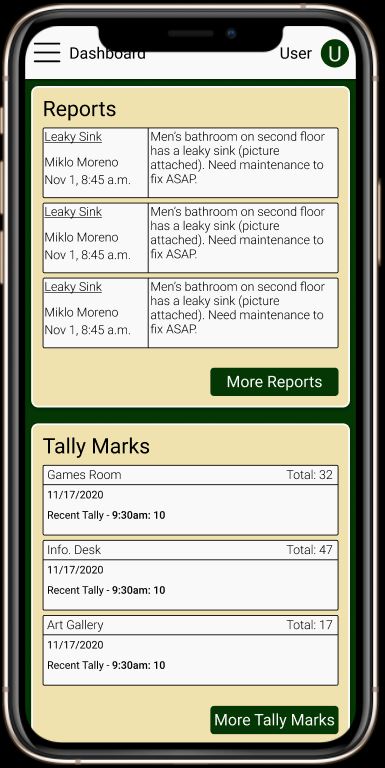 Dashboard User U
Reports
Leaky Sink
Miklo Moreno
Nov 1, 8:45 a.m.
Men's bathroom on second floor
has a leaky sink (picture
attached). Need maintenance to
fix ASAP.
Leaky Sink
Miklo Moreno
Nov 1, 8:45 a.m.
Men's bathroom on second floor
has a leaky sink (picture
attached). Need maintenance to
fix ASAP.
Leaky Sink
Miklo Moreno
Nov 1, 8:45 a.m.
Men's bathroom on second floor
has a leaky sink (picture
attached). Need maintenance to
fix ASAP.
More Reports
Tally Marks
Games Room Total: 32
11/17/2020
Recent Tally - 9:30am: 10
Info. Desk Total: 47
11/17/2020
Recent Tally - 9:30am: 10
Art Gallery Total: 17
11/17/2020
Recent Tally - 9:30am: 10
More Tally Marks